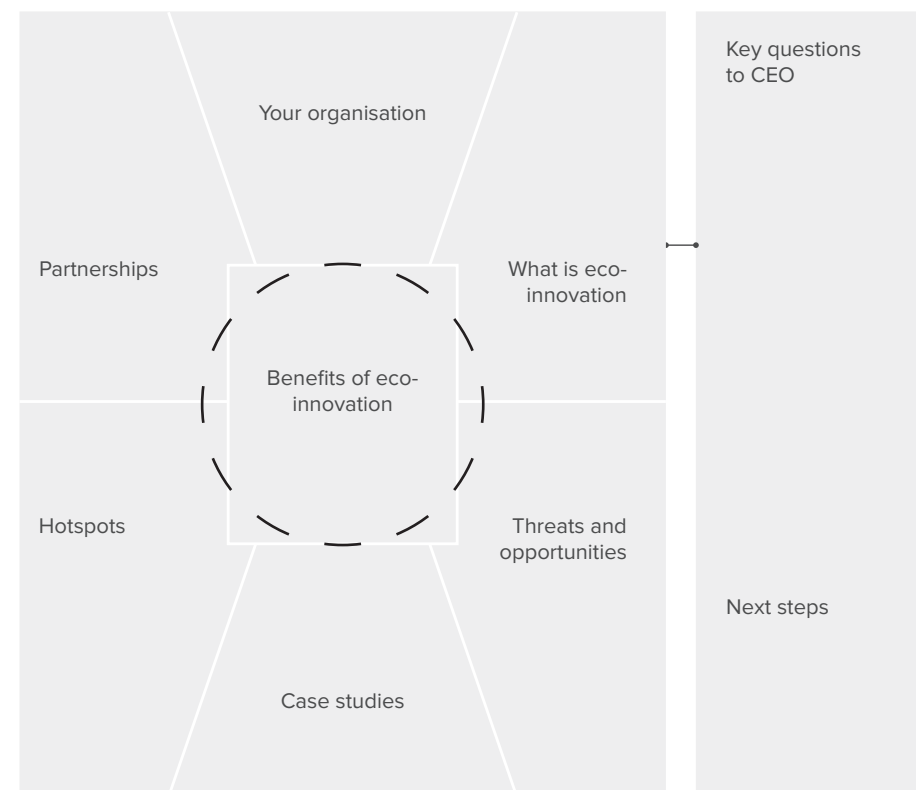 Your organisation
Partnerships
What is eco-
innovation
Benefits of eco-
innovation
Hotspots
Threats and
opportunities
Case studies
Key questions
to CEO
Next steps